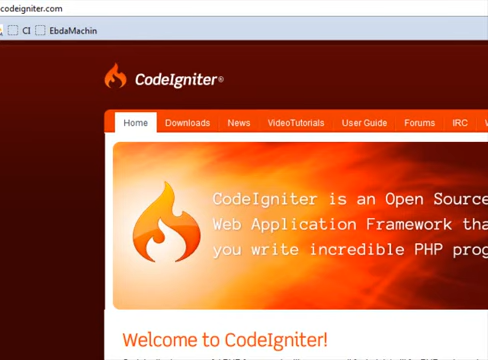 codeigniter.com
CI EbdaMachin
CodeIgniter®
Home Downloads News VideoTutorials User Guide Forums IRC
CodeIgniter is an Open Source
Web Application Framework tha
you write incredible PHP prog
Welcome to CodeIgniter!